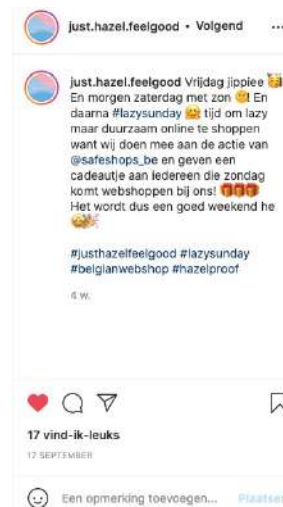 just.hazel.feelgood • Volgend ...
just.hazel.feelgood Vrijdag jippiee 🥳
En morgen zaterdag met zon 🌞! En
daarna #lazysunday 🤗 tijd om lazy
maar duurzaam online te shoppen
want wij doen mee aan de actie van
@safeshops_be en geven een
cadeautje aan iedereen die zondag
komt webshoppen bij ons! 🎁🎁🎁
Het wordt dus een goed weekend he
🤩🎉
#justhazelfeelgood #lazysunday
#belgianwebshop #hazelproof
4 w.
17 vind-ik-leuks
17 SEPTEMBER
Een opmerking toevoegen... Plaatsen